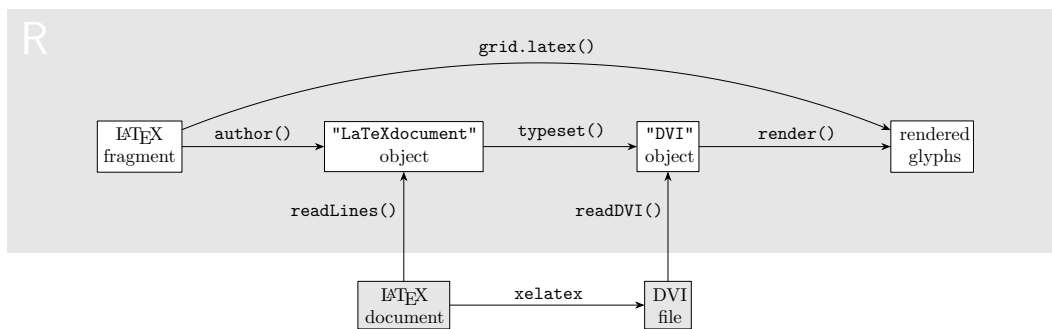 R
grid.latex()
LaTeX
fragment
author()
"LaTeXdocument"
object
typeset()
"DVI"
object
render()
rendered
glyphs
readLines()
readDVI()
LaTeX
document
xelatex
DVI
file